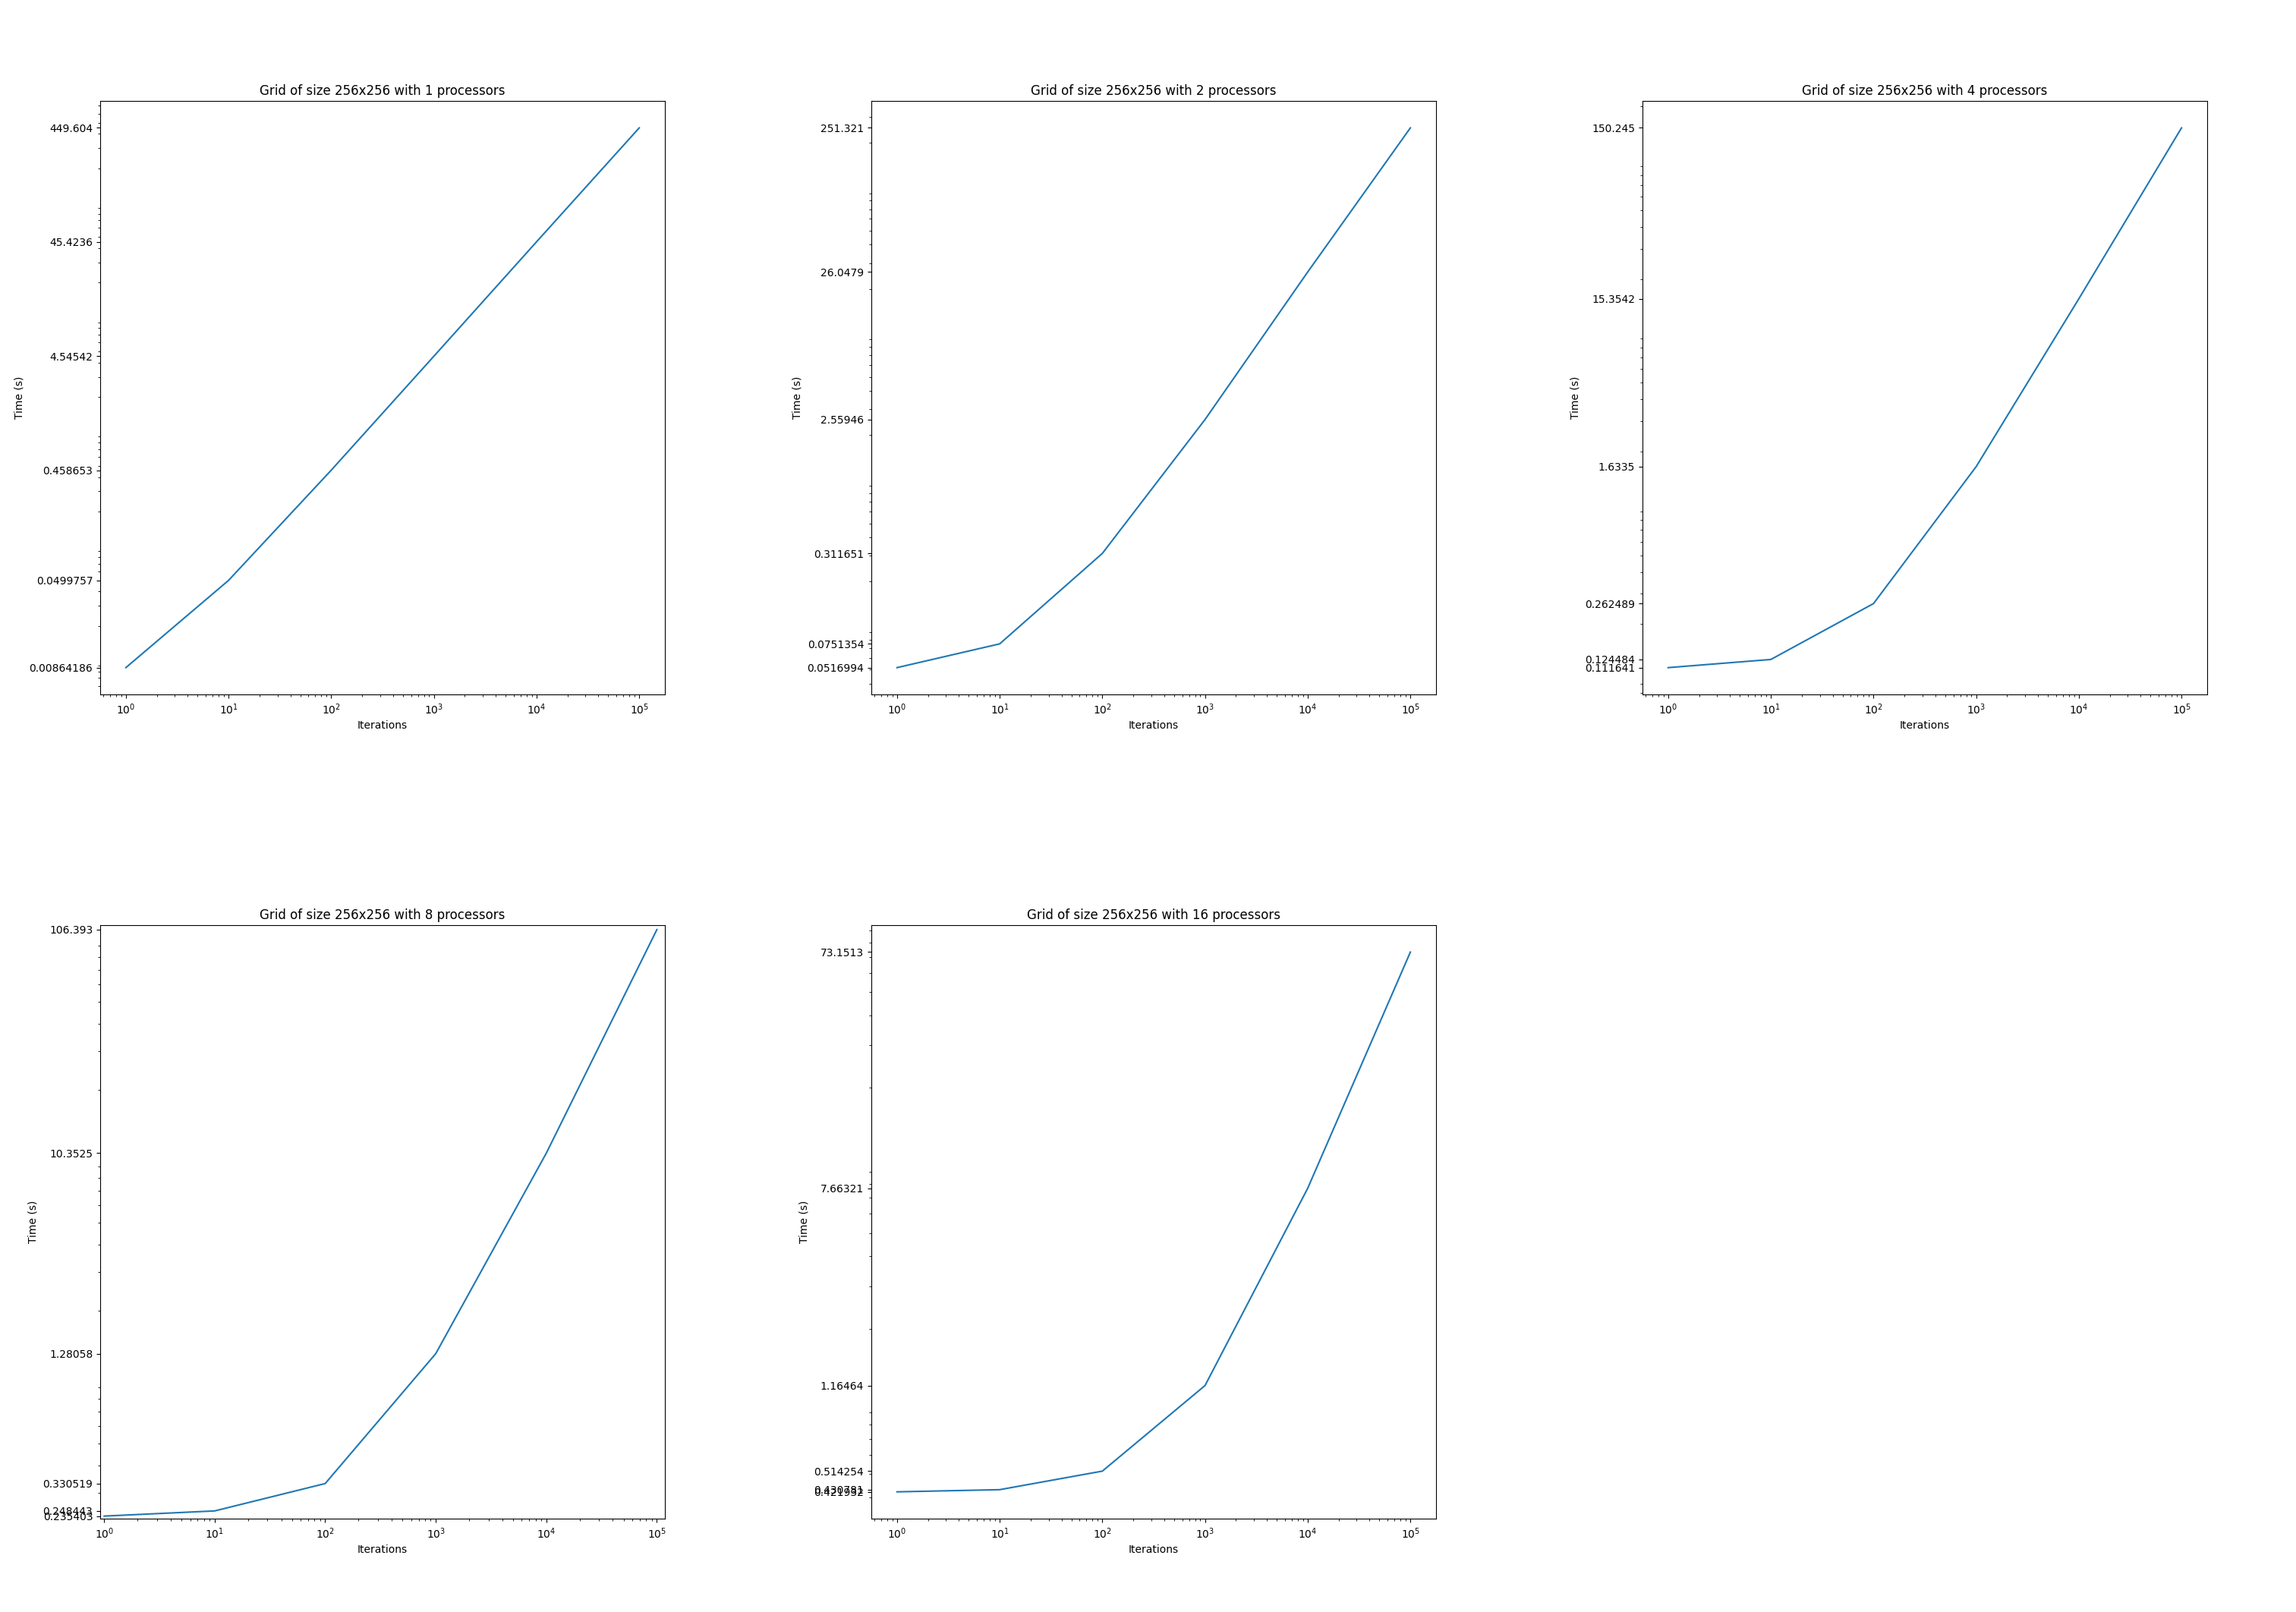 Grid of size 256x256 with 1 processors
449.604
45.4236
4.54542
0.458653
0.0499757
0.00864186
Time (s)
10^0 10^1 10^2 10^3 10^4 10^5
Iterations
Grid of size 256x256 with 2 processors
251.321
26.0479
2.55946
0.311651
0.0751354
0.0516994
Time (s)
10^0 10^1 10^2 10^3 10^4 10^5
Iterations
Grid of size 256x256 with 4 processors
150.245
15.3542
1.6335
0.262489
0.124484
0.111641
Time (s)
10^0 10^1 10^2 10^3 10^4 10^5
Iterations
Grid of size 256x256 with 8 processors
106.393
10.3525
1.28058
0.330519
0.248443
0.235403
Time (s)
10^0 10^1 10^2 10^3 10^4 10^5
Iterations
Grid of size 256x256 with 16 processors
73.1513
7.66321
1.16464
0.514254
Time (s)
10^0 10^1 10^2 10^3 10^4 10^5
Iterations